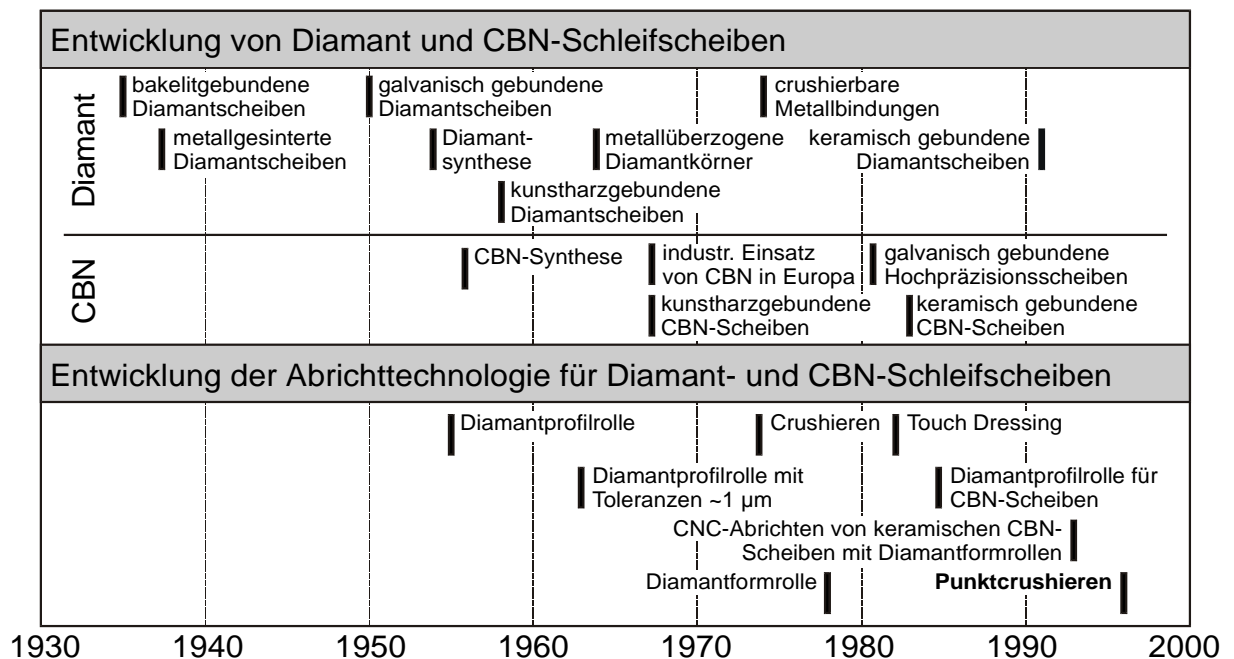 Entwicklung von Diamant und CBN-Schleifscheiben
Diamant
bakelitgebundene
Diamantscheiben
galvanisch gebundene
Diamantscheiben
crushierbare
Metallbindungen
metallgesinterte
Diamantscheiben
Diamant-
synthese
metallüberzogene
Diamantkörner
keramisch gebundene
Diamantscheiben
kunstharzgebundene
Diamantscheiben
CBN
CBN-Synthese
industr. Einsatz
von CBN in Europa
galvanisch gebundene
Hochpräzisionsscheiben
kunstharzgebundene
CBN-Scheiben
keramisch gebundene
CBN-Scheiben
Entwicklung der Abrichttechnologie für Diamant- und CBN-Schleifscheiben
Diamantprofilrolle
Crushieren
Touch Dressing
Diamantprofilrolle mit
Toleranzen ~1 µm
Diamantprofilrolle für
CBN-Scheiben
CNC-Abrichten von keramischen CBN-
Scheiben mit Diamantformrollen
Diamantformrolle
Punktcrushieren
1930 1940 1950 1960 1970 1980 1990 2000